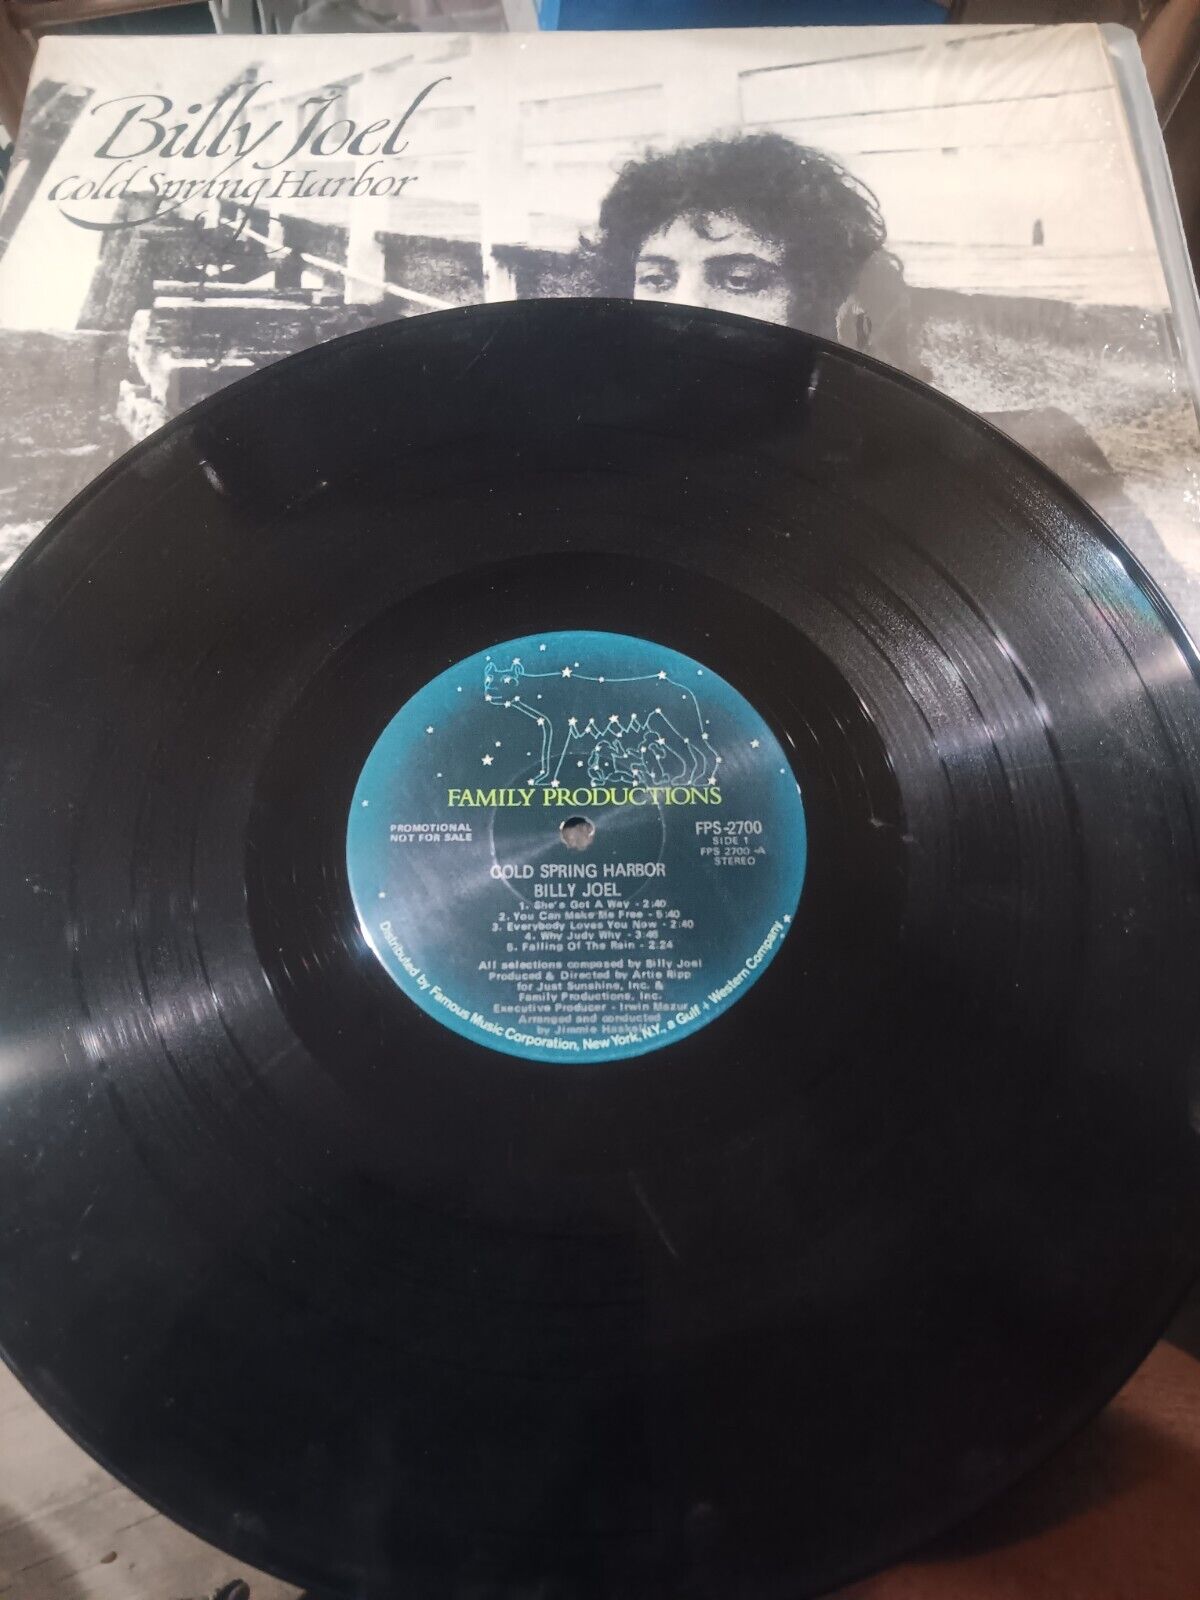 Billy Joel
Cold Spring Harbor
FAMILY PRODUCTIONS
PROMOTIONAL
NOT FOR SALE
FPS-2700
SIDE 1
FPS 2700-A
STEREO
COLD SPRING HARBOR
BILLY JOEL
1. She's Got A Way - 2:40
2. You Can Make Me Free - 5:40
3. Everybody Loves You Now - 2:40
4. Why Judy Why - 3:46
5. Falling Of The Rain - 2:24
All selections composed by Billy Joel
Produced & Directed by Artie Ripp
for Just Sunshine, Inc. &
Family Productions, Inc.
Executive Producer - Irwin Mazur
Arranged and conducted
by Jimmie Haskell
Distributed by Famous Music Corporation, New York, N.Y., a Gulf + Western Company